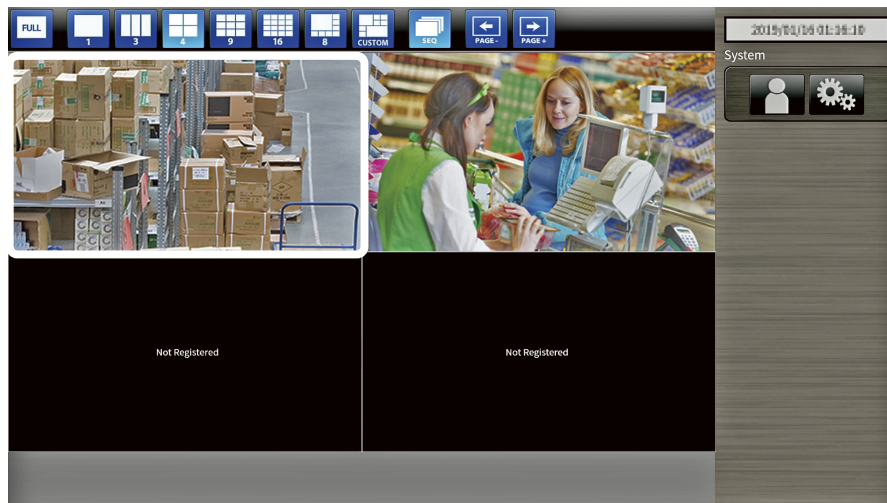 FULL
1
3
4
9
16
8
CUSTOM
SEQ
PAGE-
PAGE+
System
Not Registered
Not Registered